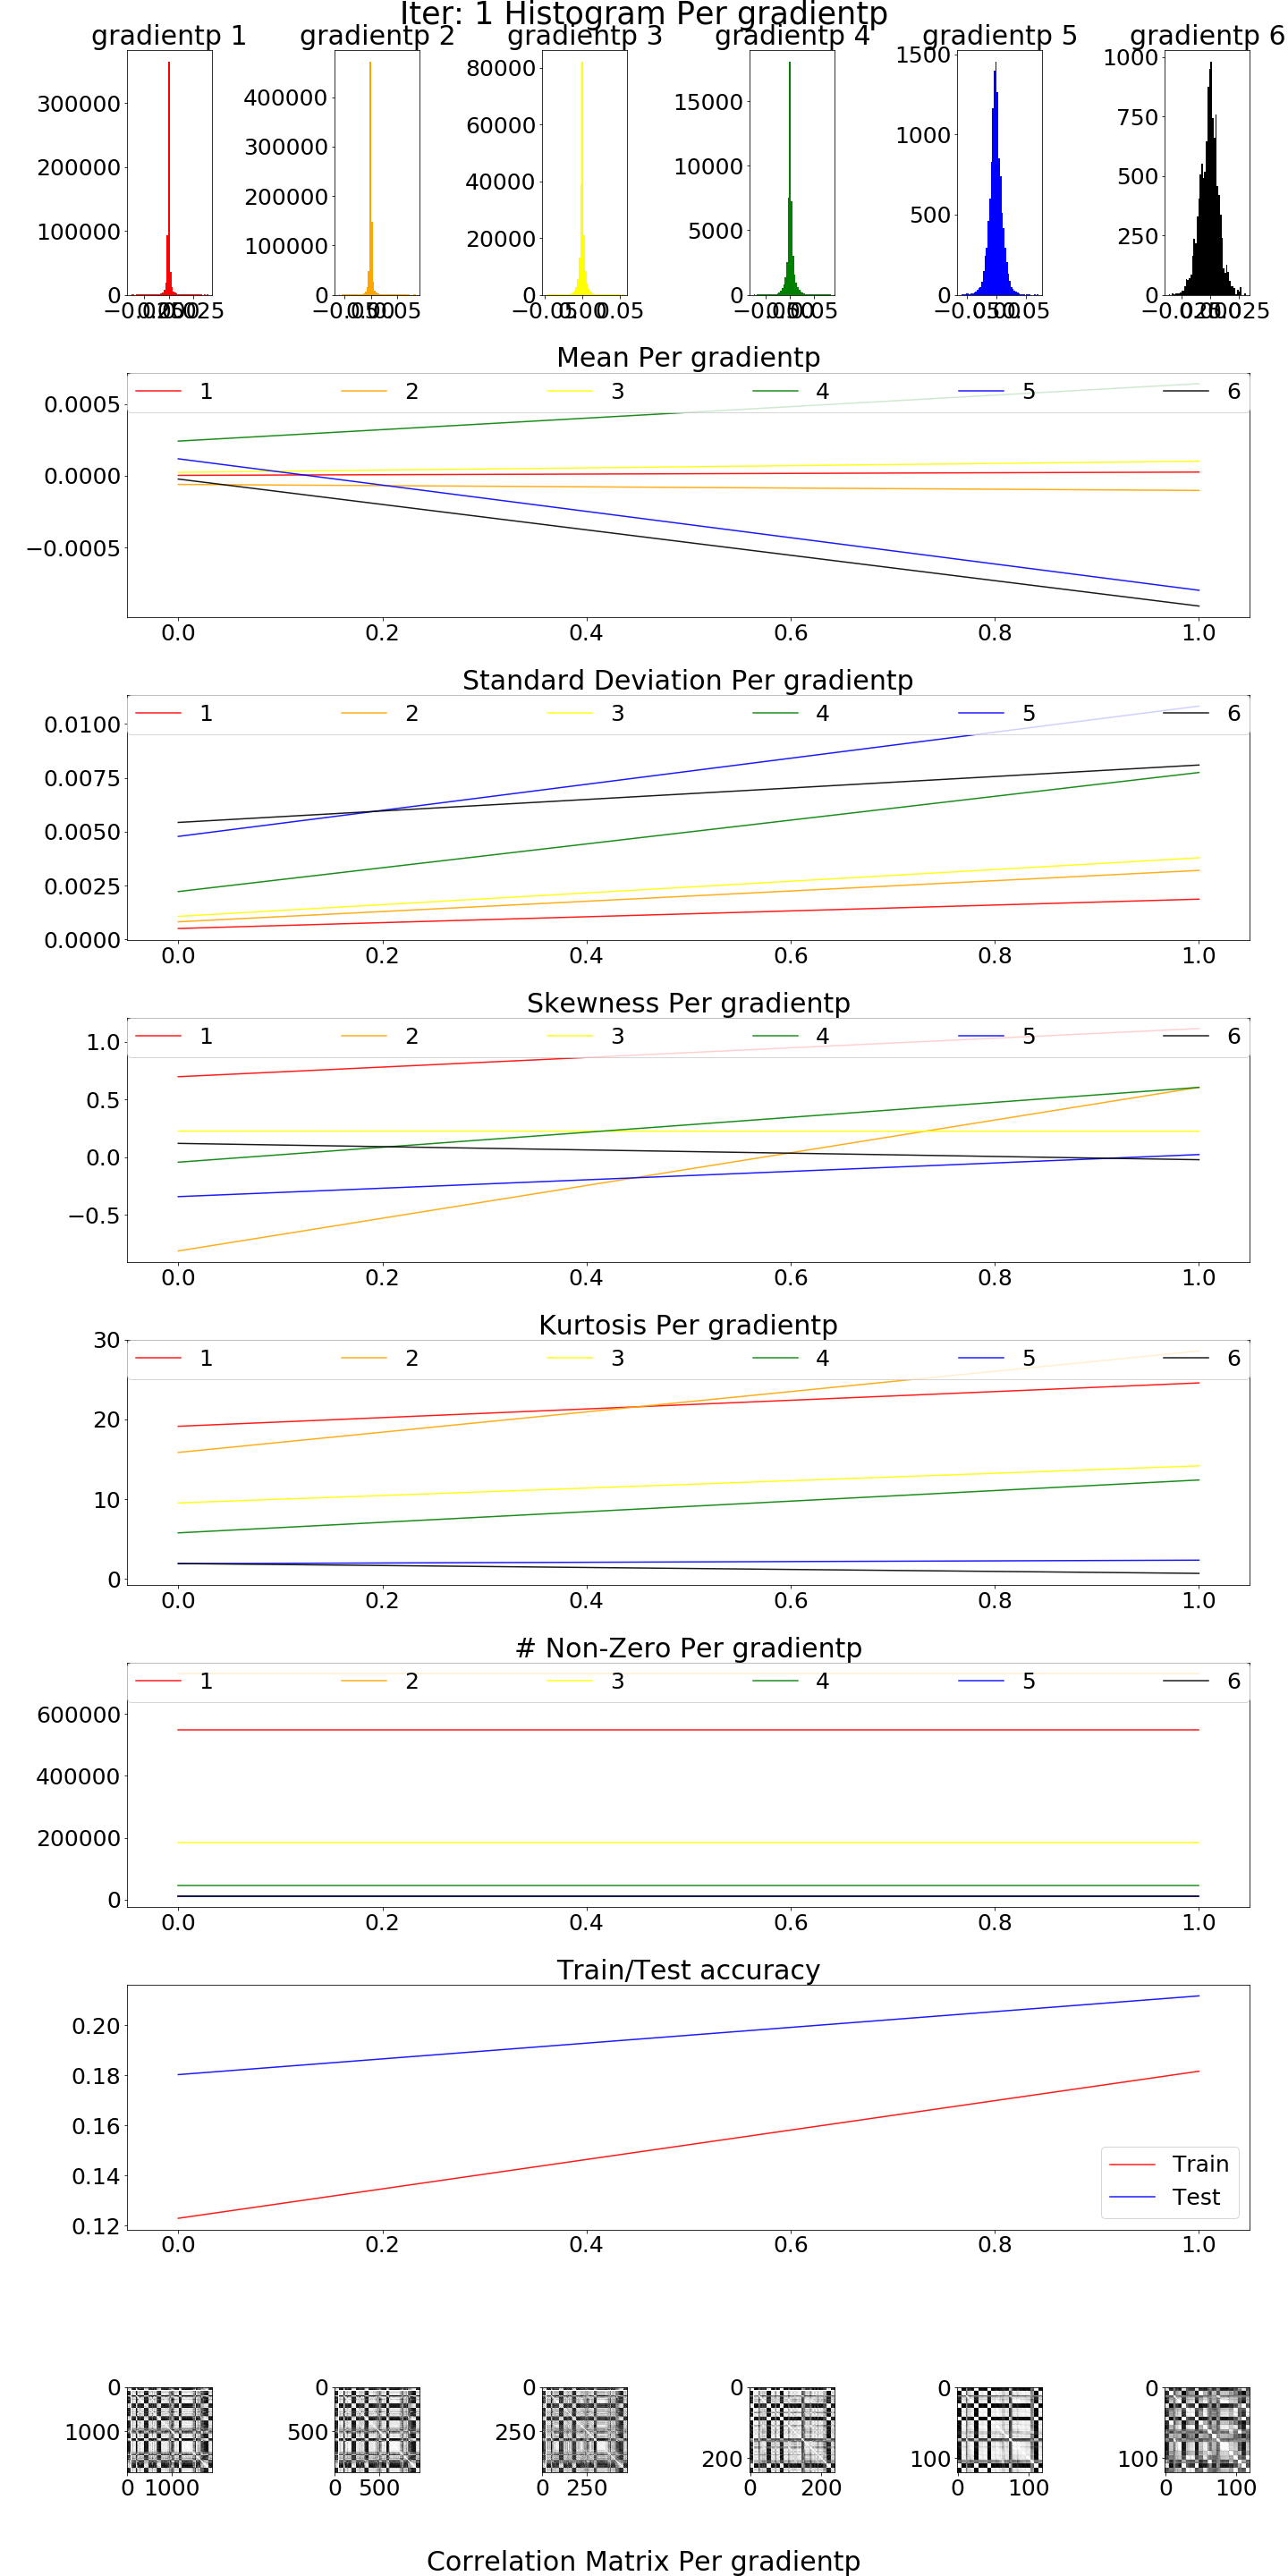 Iter: 1 Histogram Per gradientp
gradientp 1 gradientp 2 gradientp 3 gradientp 4 gradientp 5 gradientp 6
300000
200000
100000
0
400000
300000
200000
100000
0
80000
60000
40000
20000
0
15000
10000
5000
0
1500
1000
500
0
1000
750
500
250
0
−0.05 0.00 0.05
Mean Per gradientp
1 2 3 4 5 6
0.0005
0.0000
−0.0005
0.0 0.2 0.4 0.6 0.8 1.0
Standard Deviation Per gradientp
1 2 3 4 5 6
0.0100
0.0075
0.0050
0.0025
0.0000
0.0 0.2 0.4 0.6 0.8 1.0
Skewness Per gradientp
1 2 3 4 5 6
1.0
0.5
0.0
−0.5
0.0 0.2 0.4 0.6 0.8 1.0
Kurtosis Per gradientp
30
1 2 3 4 5 6
20
10
0
0.0 0.2 0.4 0.6 0.8 1.0
# Non-Zero Per gradientp
1 2 3 4 5 6
600000
400000
200000
0
0.0 0.2 0.4 0.6 0.8 1.0
Train/Test accuracy
0.20
0.18
0.16
0.14
0.12
Train
Test
0.0 0.2 0.4 0.6 0.8 1.0
0 0 0 0 0 0
1000 500 250 200 100 100
0 1000 0 500 0 250 0 200 0 100 0 100
Correlation Matrix Per gradientp